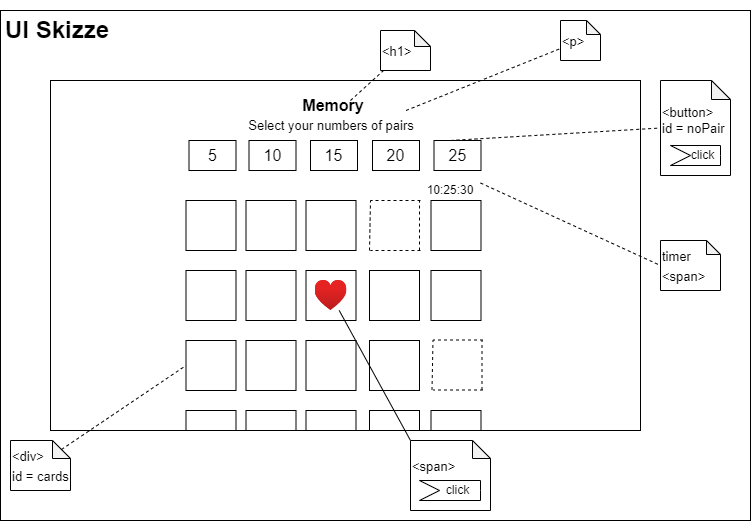 UI Skizze
<h1>
<p>
Memory
Select your numbers of pairs
<button>
id = noPair
click
5
10
15
20
25
10:25:30
timer
<span>
<div>
id = cards
<span>
click